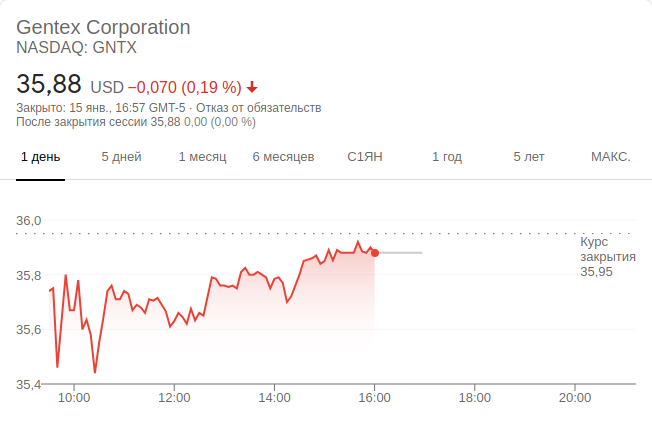 Gentex Corporation
NASDAQ: GNTX
35,88 USD −0,070 (0,19 %)
Закрыто: 15 янв., 16:57 GMT-5 · Отказ от обязательств
После закрытия сессии 35,88 0,00 (0,00 %)
1 день 5 дней 1 месяц 6 месяцев С1ЯН 1 год 5 лет МАКС.
36,0
Курс
закрытия
35,95
35,8
35,6
35,4
10:00 12:00 14:00 16:00 18:00 20:00